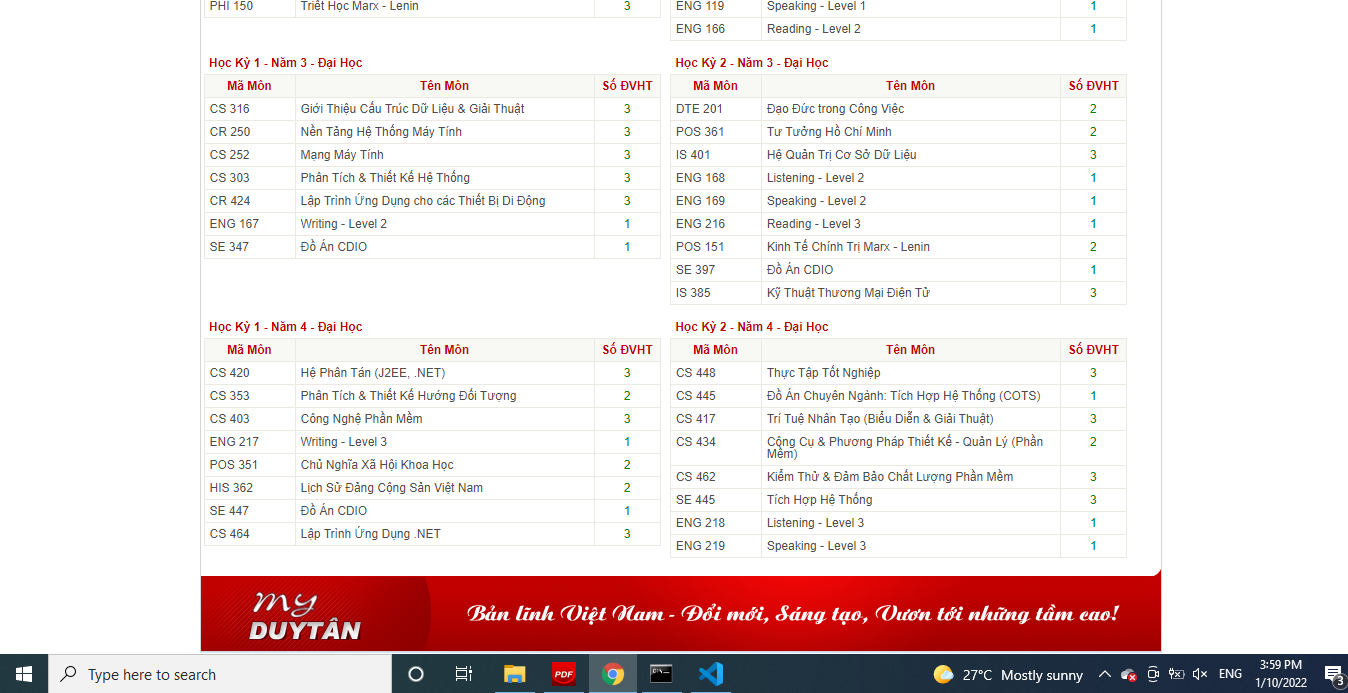 PHI 150 Triết Học Marx - Lenin 3
ENG 119 Speaking - Level 1 1
ENG 166 Reading - Level 2 1
Học Kỳ 1 - Năm 3 - Đại Học
Mã Môn Tên Môn Số ĐVHT
CS 316 Giới Thiệu Cấu Trúc Dữ Liệu & Giải Thuật 3
CR 250 Nền Tảng Hệ Thống Máy Tính 3
CS 252 Mạng Máy Tính 3
CS 303 Phân Tích & Thiết Kế Hệ Thống 3
CR 424 Lập Trình Ứng Dụng cho các Thiết Bị Di Động 3
ENG 167 Writing - Level 2 1
SE 347 Đồ Án CDIO 1
Học Kỳ 2 - Năm 3 - Đại Học
Mã Môn Tên Môn Số ĐVHT
DTE 201 Đạo Đức trong Công Việc 2
POS 361 Tư Tưởng Hồ Chí Minh 2
IS 401 Hệ Quản Trị Cơ Sở Dữ Liệu 3
ENG 168 Listening - Level 2 1
ENG 169 Speaking - Level 2 1
ENG 216 Reading - Level 3 1
POS 151 Kinh Tế Chính Trị Marx - Lenin 2
SE 397 Đồ Án CDIO 1
IS 385 Kỹ Thuật Thương Mại Điện Tử 3
Học Kỳ 1 - Năm 4 - Đại Học
Mã Môn Tên Môn Số ĐVHT
CS 420 Hệ Phân Tán (J2EE, .NET) 3
CS 353 Phân Tích & Thiết Kế Hướng Đối Tượng 2
CS 403 Công Nghệ Phần Mềm 3
ENG 217 Writing - Level 3 1
POS 351 Chủ Nghĩa Xã Hội Khoa Học 2
HIS 362 Lịch Sử Đảng Cộng Sản Việt Nam 2
SE 447 Đồ Án CDIO 1
CS 464 Lập Trình Ứng Dụng .NET 3
Học Kỳ 2 - Năm 4 - Đại Học
Mã Môn Tên Môn Số ĐVHT
CS 448 Thực Tập Tốt Nghiệp 3
CS 445 Đồ Án Chuyên Ngành: Tích Hợp Hệ Thống (COTS) 1
CS 417 Trí Tuệ Nhân Tạo (Biểu Diễn & Giải Thuật) 3
CS 434 Công Cụ & Phương Pháp Thiết Kế - Quản Lý (Phần 2
Mềm)
CS 462 Kiểm Thử & Đảm Bảo Chất Lượng Phần Mềm 3
SE 445 Tích Hợp Hệ Thống 3
ENG 218 Listening - Level 3 1
ENG 219 Speaking - Level 3 1
My
DUYTÂN
Bản lĩnh Việt Nam - Đổi mới, Sáng tạo, Vươn tới những tầm cao!
Type here to search
PDF
27°C Mostly sunny
ENG
3:59 PM
1/10/2022
3